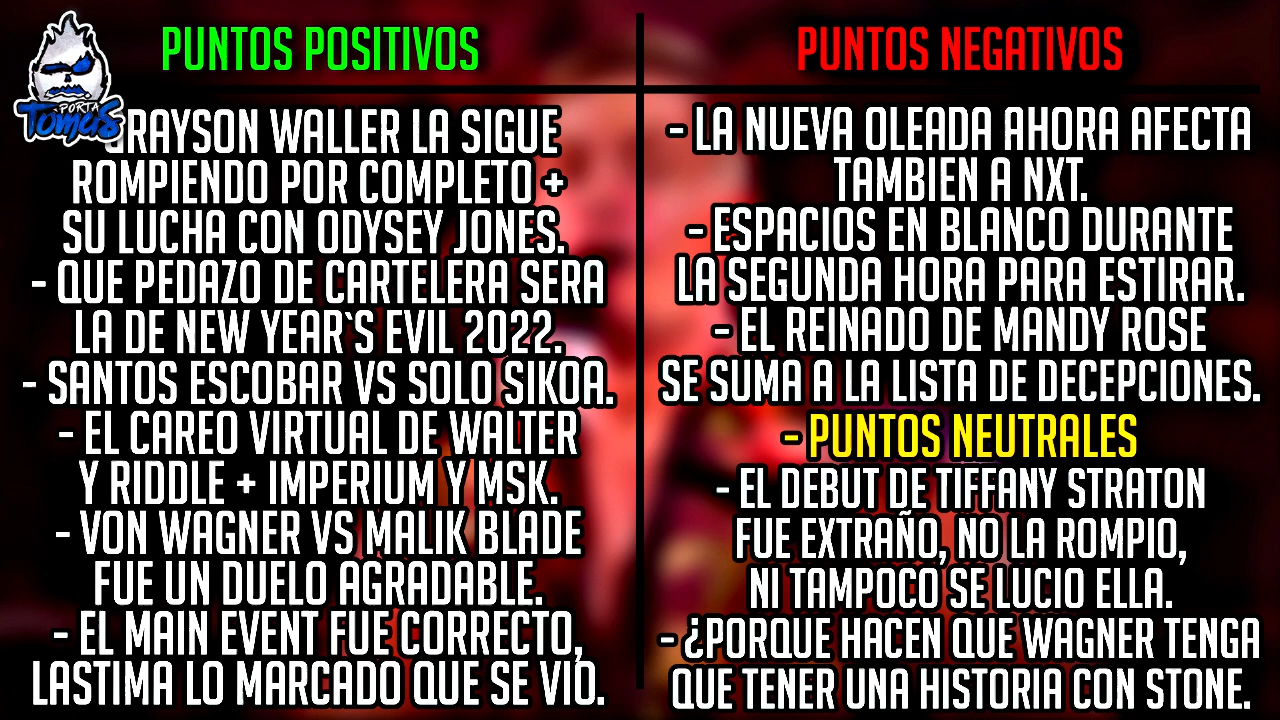 PORTA
TomaS
PUNTOS POSITIVOS
RAYSON WALLER LA SIGUE
ROMPIENDO POR COMPLETO +
SU LUCHA CON ODYSEY JONES.
- QUE PEDAZO DE CARTELERA SERA
LA DE NEW YEAR`S EVIL 2022.
- SANTOS ESCOBAR VS SOLO SIKOA.
- EL CAREO VIRTUAL DE WALTER
Y RIDDLE + IMPERIUM Y MSK.
- VON WAGNER VS MALIK BLADE
FUE UN DUELO AGRADABLE.
- EL MAIN EVENT FUE CORRECTO,
LASTIMA LO MARCADO QUE SE VIO.
PUNTOS NEGATIVOS
- LA NUEVA OLEADA AHORA AFECTA
TAMBIEN A NXT.
- ESPACIOS EN BLANCO DURANTE
LA SEGUNDA HORA PARA ESTIRAR.
- EL REINADO DE MANDY ROSE
SE SUMA A LA LISTA DE DECEPCIONES.
- PUNTOS NEUTRALES
- EL DEBUT DE TIFFANY STRATON
FUE EXTRAÑO, NO LA ROMPIO,
NI TAMPOCO SE LUCIO ELLA.
- ¿PORQUE HACEN QUE WAGNER TENGA
QUE TENER UNA HISTORIA CON STONE.